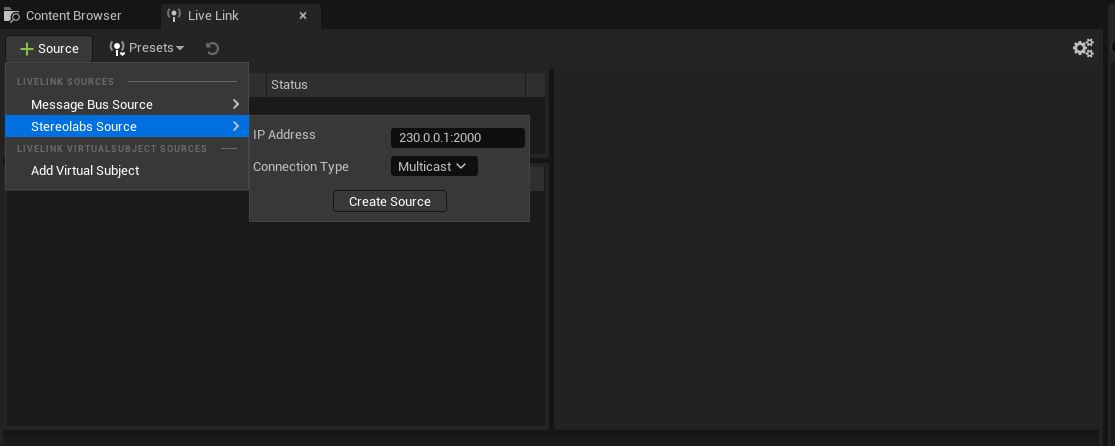 Content Browser
Live Link
Source
Presets
LIVELINK SOURCES
Status
Message Bus Source
Stereolabs Source
IP Address
230.0.0.1:2000
LIVELINK VIRTUALSUBJECT SOURCES
Connection Type
Multicast
Add Virtual Subject
Create Source